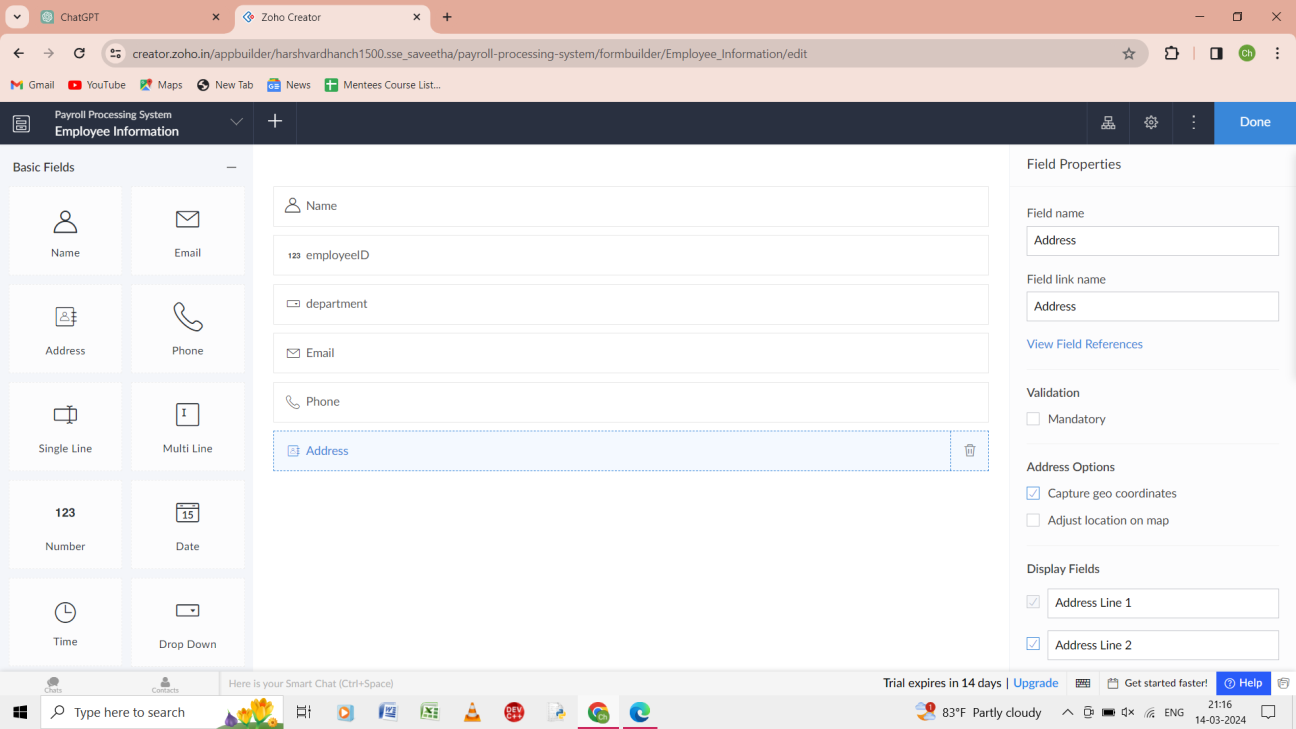 ChatGPT
Zoho Creator
creator.zoho.in/appbuilder/harshvardhanch1500.sse_saveetha/payroll-processing-system/formbuilder/Employee_Information/edit
Ch
Gmail
YouTube
Maps
New Tab
News
Mentees Course List...
Payroll Processing System
Employee Information
Done
Basic Fields
Name
Email
Address
Phone
Single Line
Multi Line
123
Number
15
Date
Time
Drop Down
Name
123 employeeID
department
Email
Phone
Address
Field Properties
Field name
Address
Field link name
Address
View Field References
Validation
Mandatory
Address Options
Capture geo coordinates
Adjust location on map
Display Fields
Address Line 1
Address Line 2
Chats
Contacts
Here is your Smart Chat (Ctrl+Space)
Trial expires in 14 days | Upgrade
Get started faster!
Help
Type here to search
DEV C++
Ch
1
83°F Partly cloudy
ENG
21:16
14-03-2024